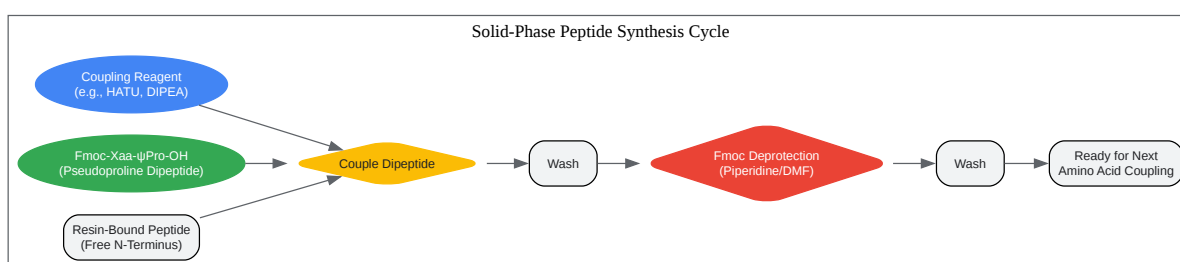 Solid-Phase Peptide Synthesis Cycle
Coupling Reagent
(e.g., HATU, DIPEA)
Fmoc-Xaa-ψPro-OH
(Pseudoproline Dipeptide)
Resin-Bound Peptide
(Free N-Terminus)
Couple Dipeptide
Wash
Fmoc Deprotection
(Piperidine/DMF)
Wash
Ready for Next
Amino Acid Coupling